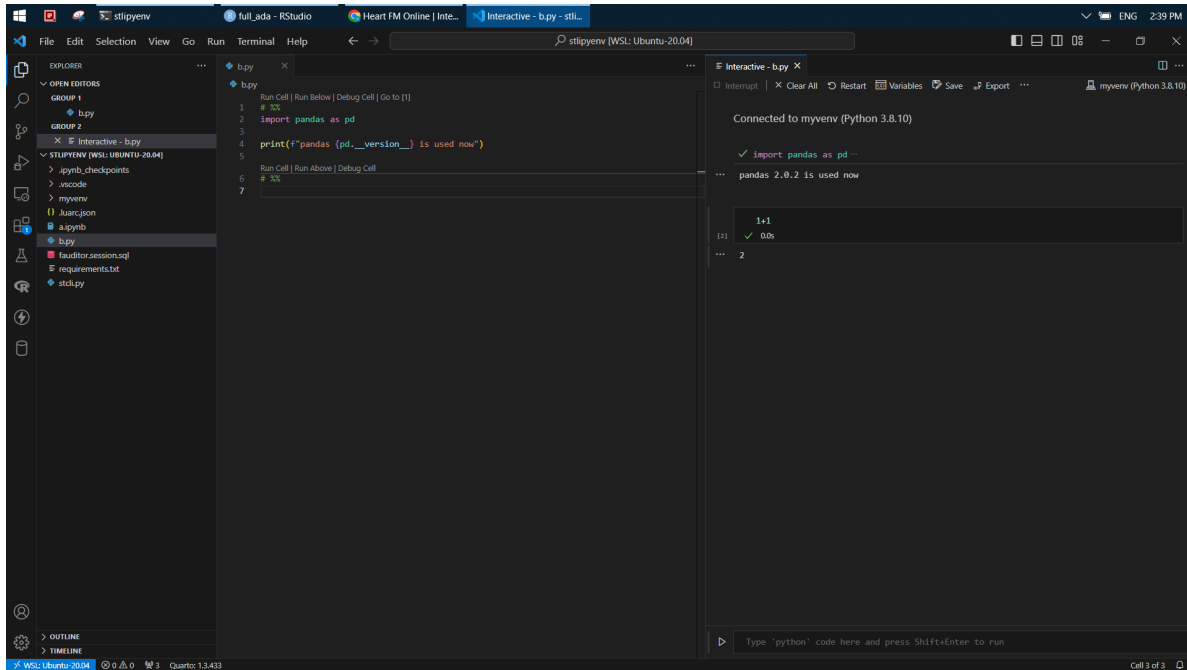 stlipyenv
full_ada - RStudio
Heart FM Online | Inte...
Interactive - b.py - stli...
ENG
2:39 PM
File Edit Selection View Go Run Terminal Help
stlipyenv [WSL: Ubuntu-20.04]
EXPLORER
OPEN EDITORS
GROUP 1
b.py
GROUP 2
Interactive - b.py
STLIPYENV [WSL: UBUNTU-20.04]
.ipynb_checkpoints
.vscode
myvenv
.luarc.json
a.ipynb
b.py
fauditor.session.sql
requirements.txt
stcli.py
OUTLINE
TIMELINE
b.py
b.py
Run Cell | Run Below | Debug Cell | Go to [1]
1 # %%
2 import pandas as pd
3
4 print(f"pandas {pd.__version__} is used now")
5
Run Cell | Run Above | Debug Cell
6 # %%
7
Interactive - b.py
Interrupt | Clear All Restart Variables Save Export ...
myvenv (Python 3.8.10)
Connected to myvenv (Python 3.8.10)
import pandas as pd ...
... pandas 2.0.2 is used now
1+1
[2] 0.0s
... 2
Type 'python' code here and press Shift+Enter to run
WSL: Ubuntu-20.04 0 0 3 Quarto: 1.3.433
Cell 3 of 3